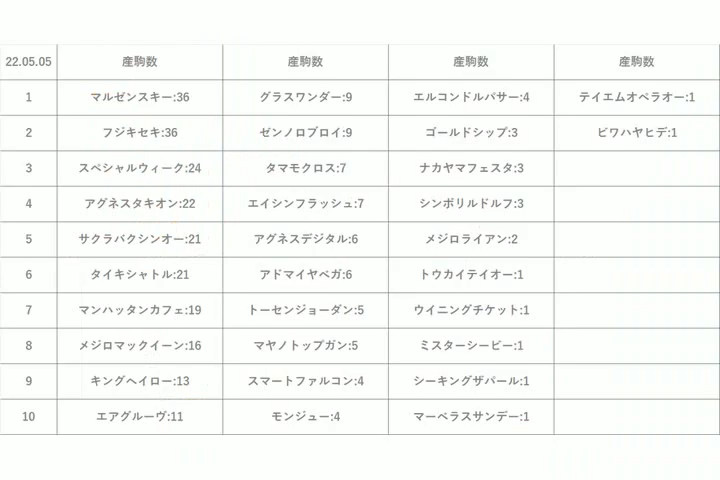 22.05.05 産駒数 産駒数 産駒数 産駒数
1 マルゼンスキー:36 グラスワンダー:9 エルコンドルパサー:4 テイエムオペラオー:1
2 フジキセキ:36 ゼンノロブロイ:9 ゴールドシップ:3 ビワハヤヒデ:1
3 スペシャルウィーク:24 タマモクロス:7 ナカヤマフェスタ:3
4 アグネスタキオン:22 エイシンフラッシュ:7 シンボリルドルフ:3
5 サクラバクシンオー:21 アグネスデジタル:6 メジロライアン:2
6 タイキシャトル:21 アドマイヤベガ:6 トウカイテイオー:1
7 マンハッタンカフェ:19 トーセンジョーダン:5 ウイニングチケット:1
8 メジロマックイーン:16 マヤノトップガン:5 ミスターシービー:1
9 キングヘイロー:13 スマートファルコン:4 シーキングザパール:1
10 エアグルーヴ:11 モンジュー:4 マーベラスサンデー:1